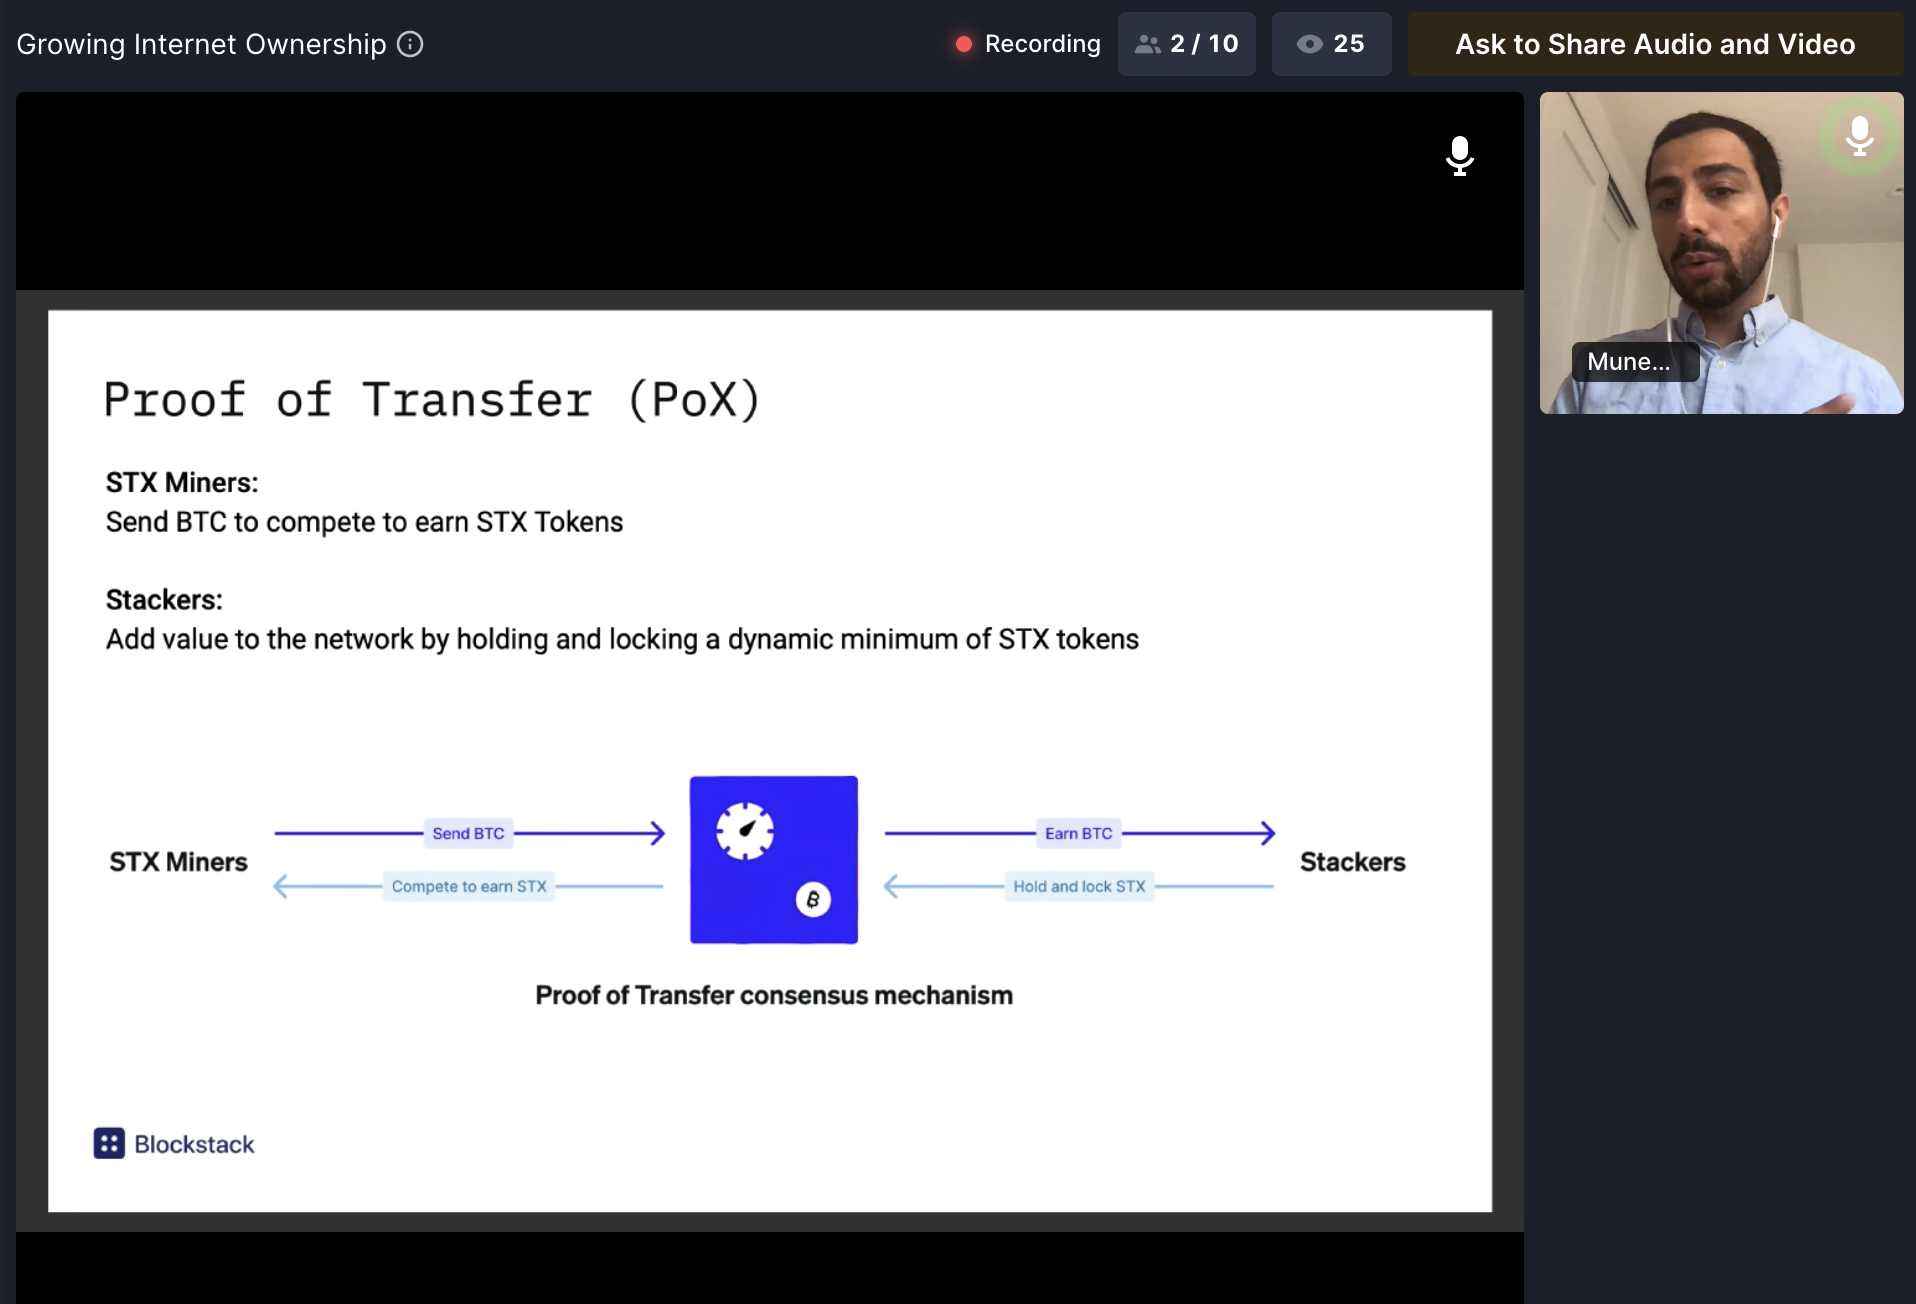 Growing Internet Ownership
Recording
2 / 10
25
Ask to Share Audio and Video
Mune...
Proof of Transfer (PoX)
STX Miners:
Send BTC to compete to earn STX Tokens
Stackers:
Add value to the network by holding and locking a dynamic minimum of STX tokens
STX Miners
Send BTC
Compete to earn STX
Earn BTC
Hold and lock STX
Stackers
Proof of Transfer consensus mechanism
Blockstack